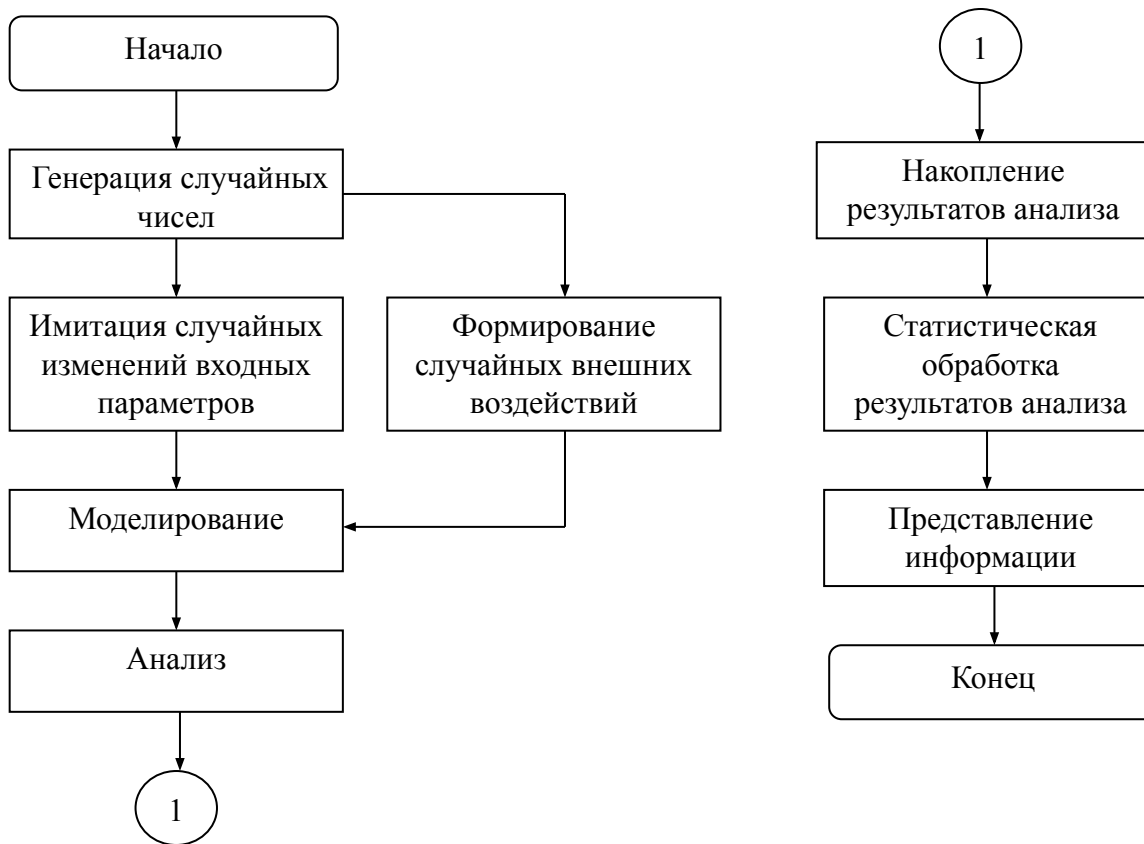 Начало
Генерация случайных
чисел
Имитация случайных
изменений входных
параметров
Формирование
случайных внешних
воздействий
Моделирование
Анализ
1
1
Накопление
результатов анализа
Статистическая
обработка
результатов анализа
Представление
информации
Конец